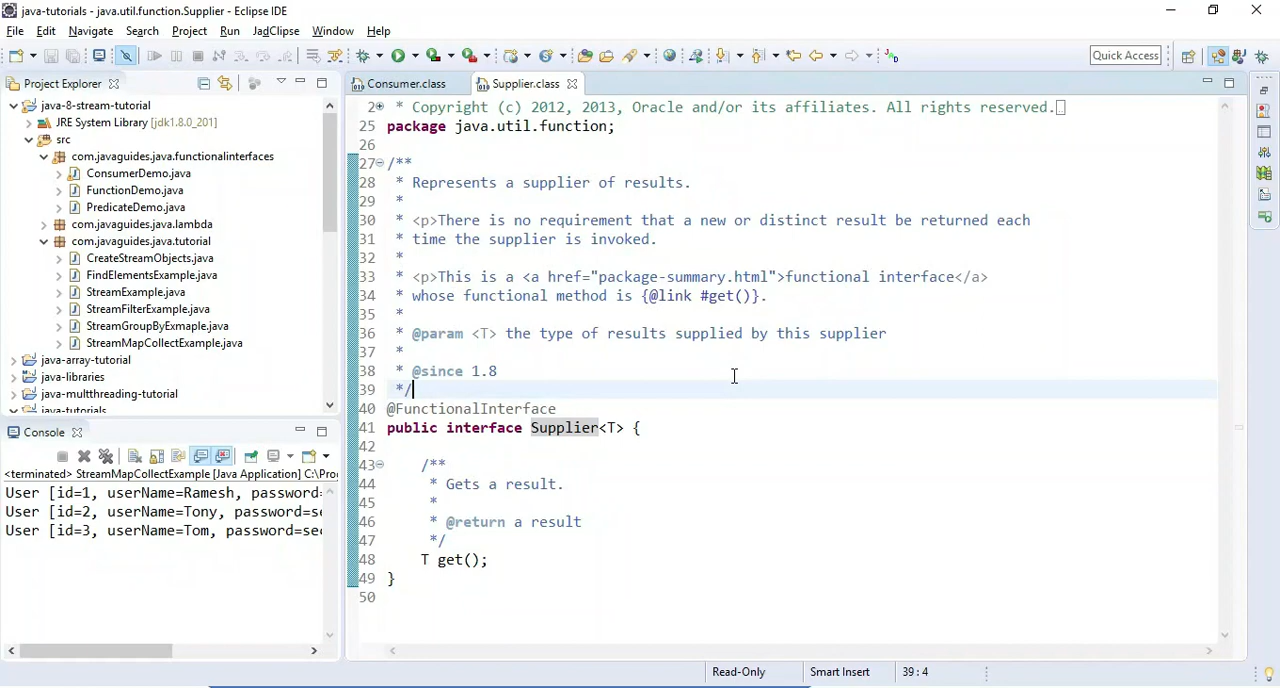 java-tutorials - java.util.function.Supplier - Eclipse IDE
File Edit Navigate Search Project Run JadClipse Window Help
Quick Access
Project Explorer
Consumer.class
Supplier.class
java-8-stream-tutorial
JRE System Library [jdk1.8.0_201]
src
com.javaguides.java.functionalinterfaces
ConsumerDemo.java
FunctionDemo.java
PredicateDemo.java
com.javaguides.java.lambda
com.javaguides.java.tutorial
CreateStreamObjects.java
FindElementsExample.java
StreamExample.java
StreamFilterExample.java
StreamGroupByExmaple.java
StreamMapCollectExample.java
java-array-tutorial
java-libraries
java-multthreading-tutorial
java-tutorials
Console
<terminated> StreamMapCollectExample [Java Application] C:\Pro
User [id=1, userName=Ramesh, password=
User [id=2, userName=Tony, password=se
User [id=3, userName=Tom, password=sec
2 * Copyright (c) 2012, 2013, Oracle and/or its affiliates. All rights reserved.
25 package java.util.function;
26
27 /**
28 * Represents a supplier of results.
29 *
30 * <p>There is no requirement that a new or distinct result be returned each
31 * time the supplier is invoked.
32 *
33 * <p>This is a <a href="package-summary.html">functional interface</a>
34 * whose functional method is {@link #get()}.
35 *
36 * @param <T> the type of results supplied by this supplier
37 *
38 * @since 1.8
39 */
40 @FunctionalInterface
41 public interface Supplier<T> {
42
43 /**
44 * Gets a result.
45 *
46 * @return a result
47 */
48 T get();
49 }
50
Read-Only
Smart Insert
39 : 4